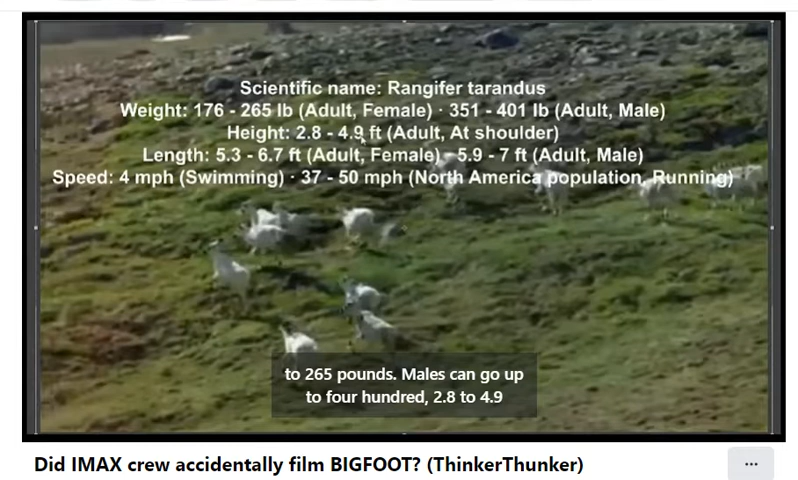 Scientific name: Rangifer tarandus
Weight: 176 - 265 lb (Adult, Female) · 351 - 401 lb (Adult, Male)
Height: 2.8 - 4.9 ft (Adult, At shoulder)
Length: 5.3 - 6.7 ft (Adult, Female) · 5.9 - 7 ft (Adult, Male)
Speed: 4 mph (Swimming) · 37 - 50 mph (North America population, Running)
to 265 pounds. Males can go up
to four hundred, 2.8 to 4.9
Did IMAX crew accidentally film BIGFOOT? (ThinkerThunker)